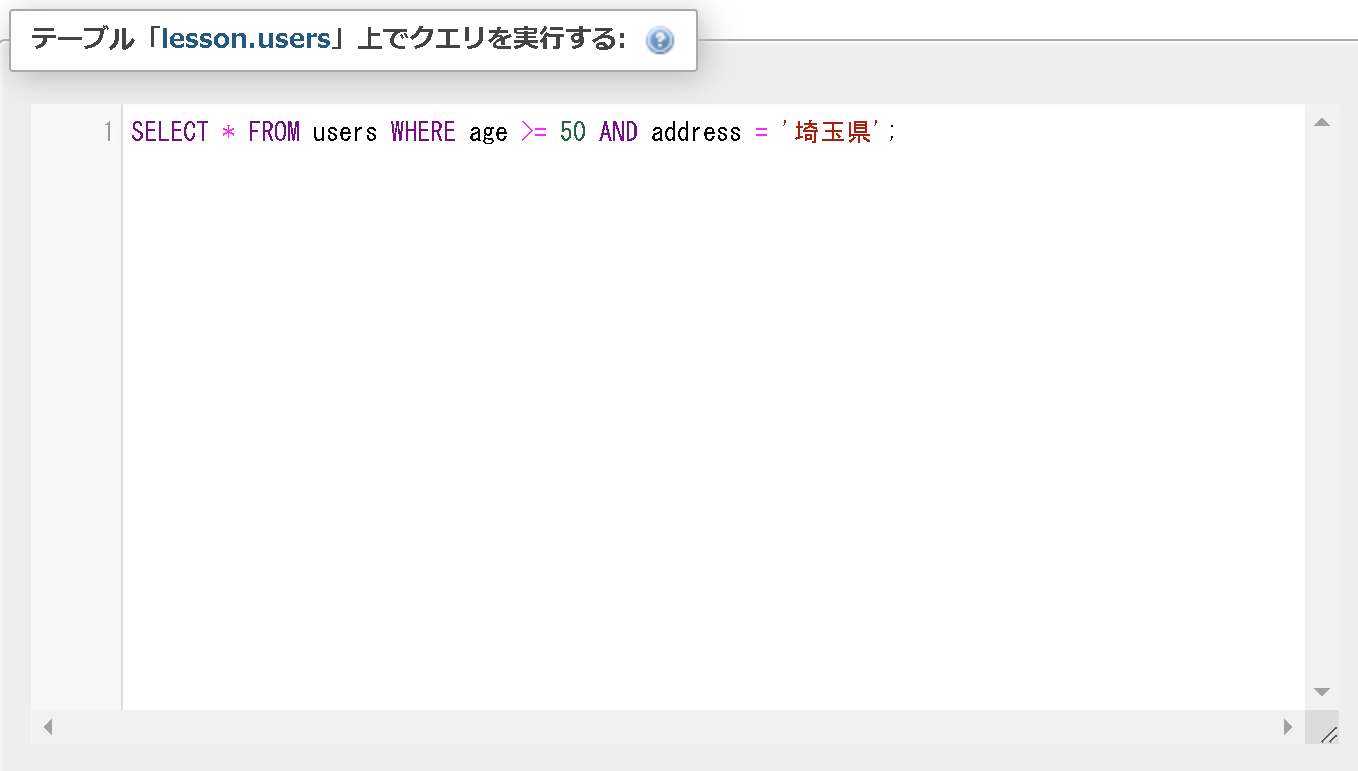 テーブル「lesson.users」上でクエリを実行する:
1 SELECT * FROM users WHERE age >= 50 AND address = '埼玉県';